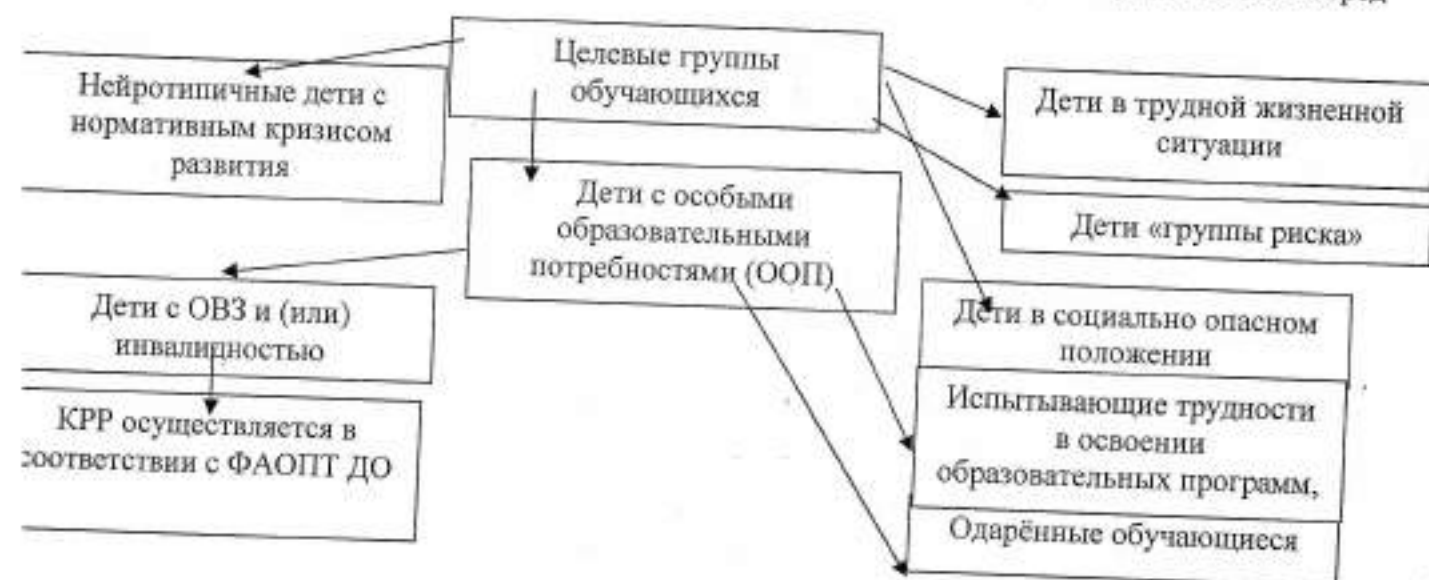 Целевые группы
обучающихся
Нейротипичные дети с
нормативным кризисом
развития
Дети в трудной жизненной
ситуации
Дети с особыми
образовательными
потребностями (ООП)
Дети «группы риска»
Дети с ОВЗ и (или)
инвалидностью
Дети в социально опасном
положении
КРР осуществляется в
соответствии с ФАОПТ ДО
Испытывающие трудности
в освоении
образовательных программ,
Одарённые обучающиеся